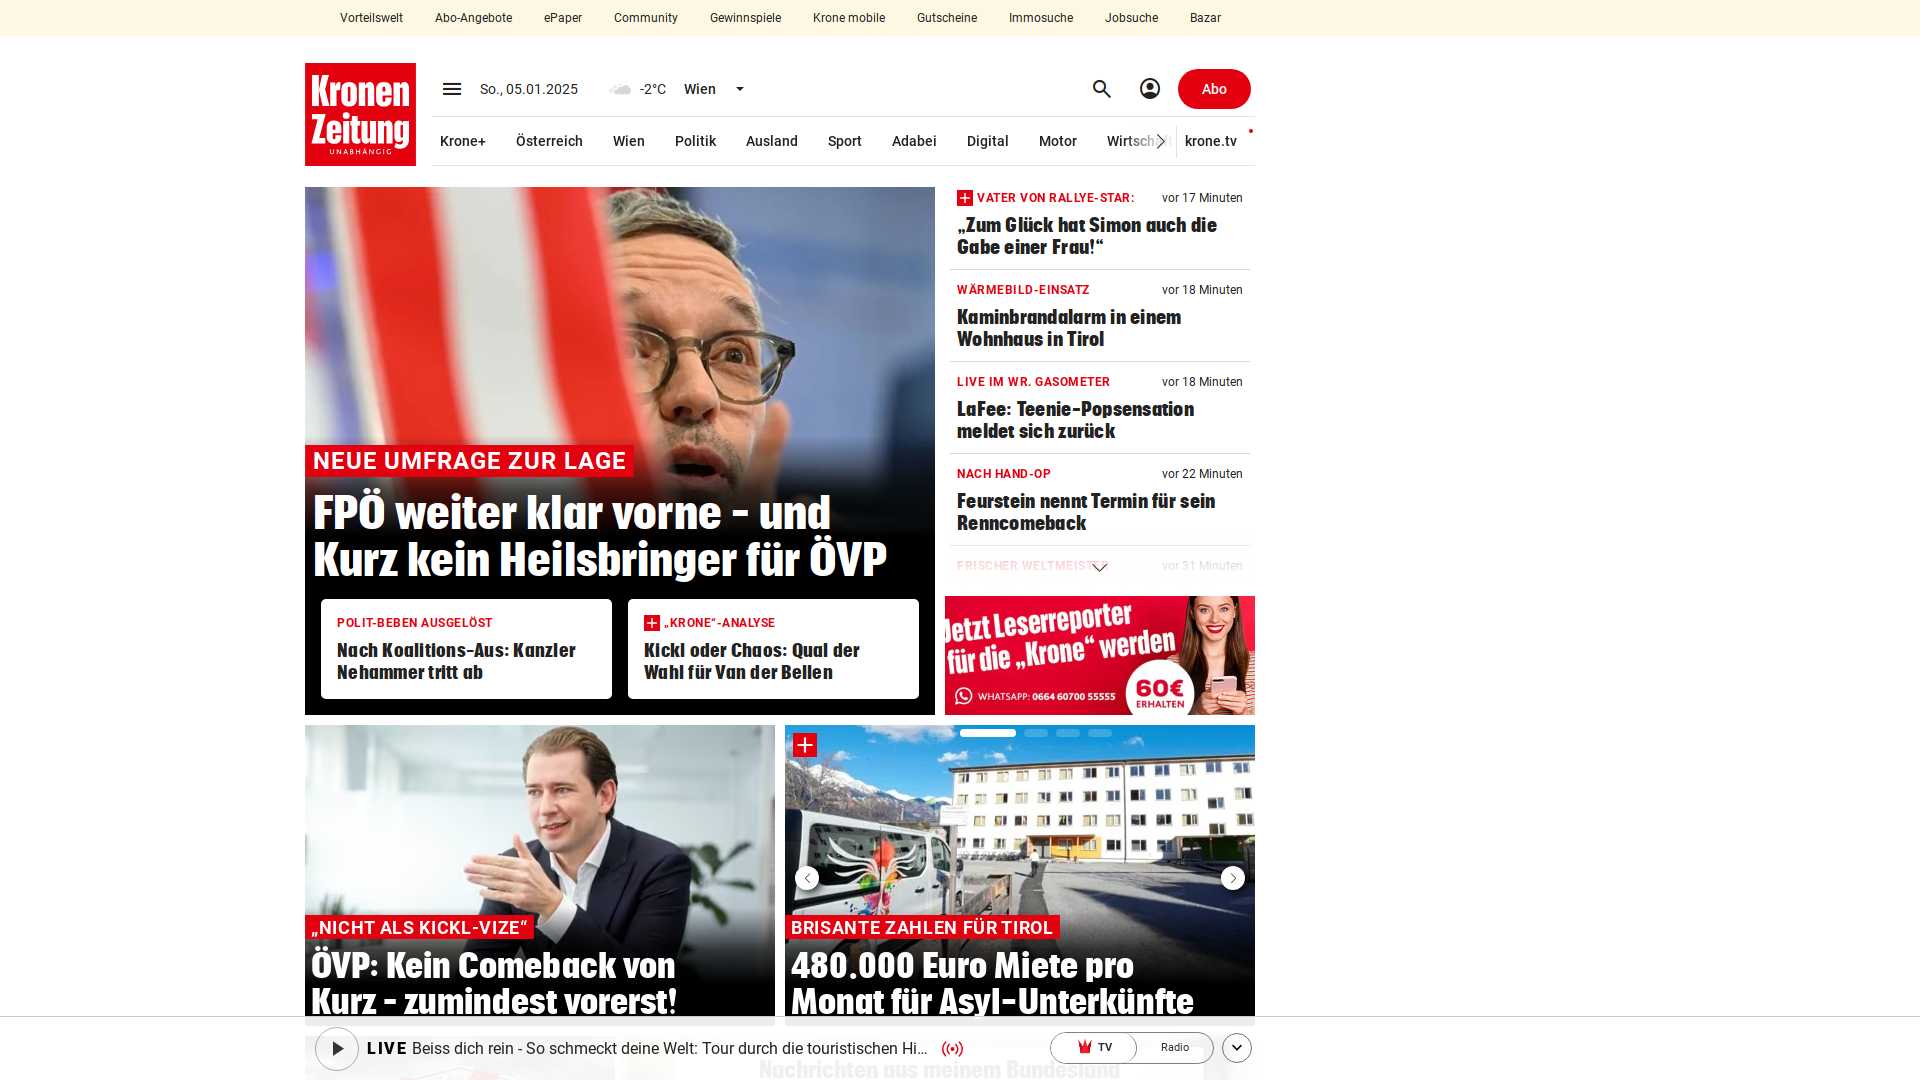 Vorteilswelt
Abo-Angebote
ePaper
Community
Gewinnspiele
Krone mobile
Gutscheine
Immosuche
Jobsuche
Bazar
Kronen
Zeitung
UNABHÄNGIG
So., 05.01.2025
-2°C
Wien
Abo
Krone+
Österreich
Wien
Politik
Ausland
Sport
Adabei
Digital
Motor
krone.tv
NEUE UMFRAGE ZUR LAGE
FPÖ weiter klar vorne – und
Kurz kein Heilsbringer für ÖVP
POLIT-BEBEN AUSGELÖST
Nach Koalitions-Aus: Kanzler
Nehammer tritt ab
„KRONE“-ANALYSE
Kickl oder Chaos: Qual der
Wahl für Van der Bellen
VATER VON RALLYE-STAR:
vor 17 Minuten
„Zum Glück hat Simon auch die
Gabe einer Frau!“
WÄRMEBILD-EINSATZ
vor 18 Minuten
Kaminbrandalarm in einem
Wohnhaus in Tirol
LIVE IM WR. GASOMETER
vor 18 Minuten
LaFee: Teenie-Popsensation
meldet sich zurück
NACH HAND-OP
vor 22 Minuten
Feurstein nennt Termin für sein
Renncomeback
FRISCHER
vor 31 Minuten
Jetzt Leserreporter
für die „Krone“ werden
WHATSAPP: 0664 60700 55555
60€
ERHALTEN
„NICHT ALS KICKL-VIZE“
ÖVP: Kein Comeback von
Kurz – zumindest vorerst!
BRISANTE ZAHLEN FÜR TIROL
480.000 Euro Miete pro
Monat für Asyl-Unterkünfte
LIVE Beiss dich rein - So schmeckt deine Welt: Tour durch die touristischen Hi...
TV
Radio
Nachrichten aus meinem Bundesland